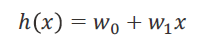 h(x) = w₀ + w₁x